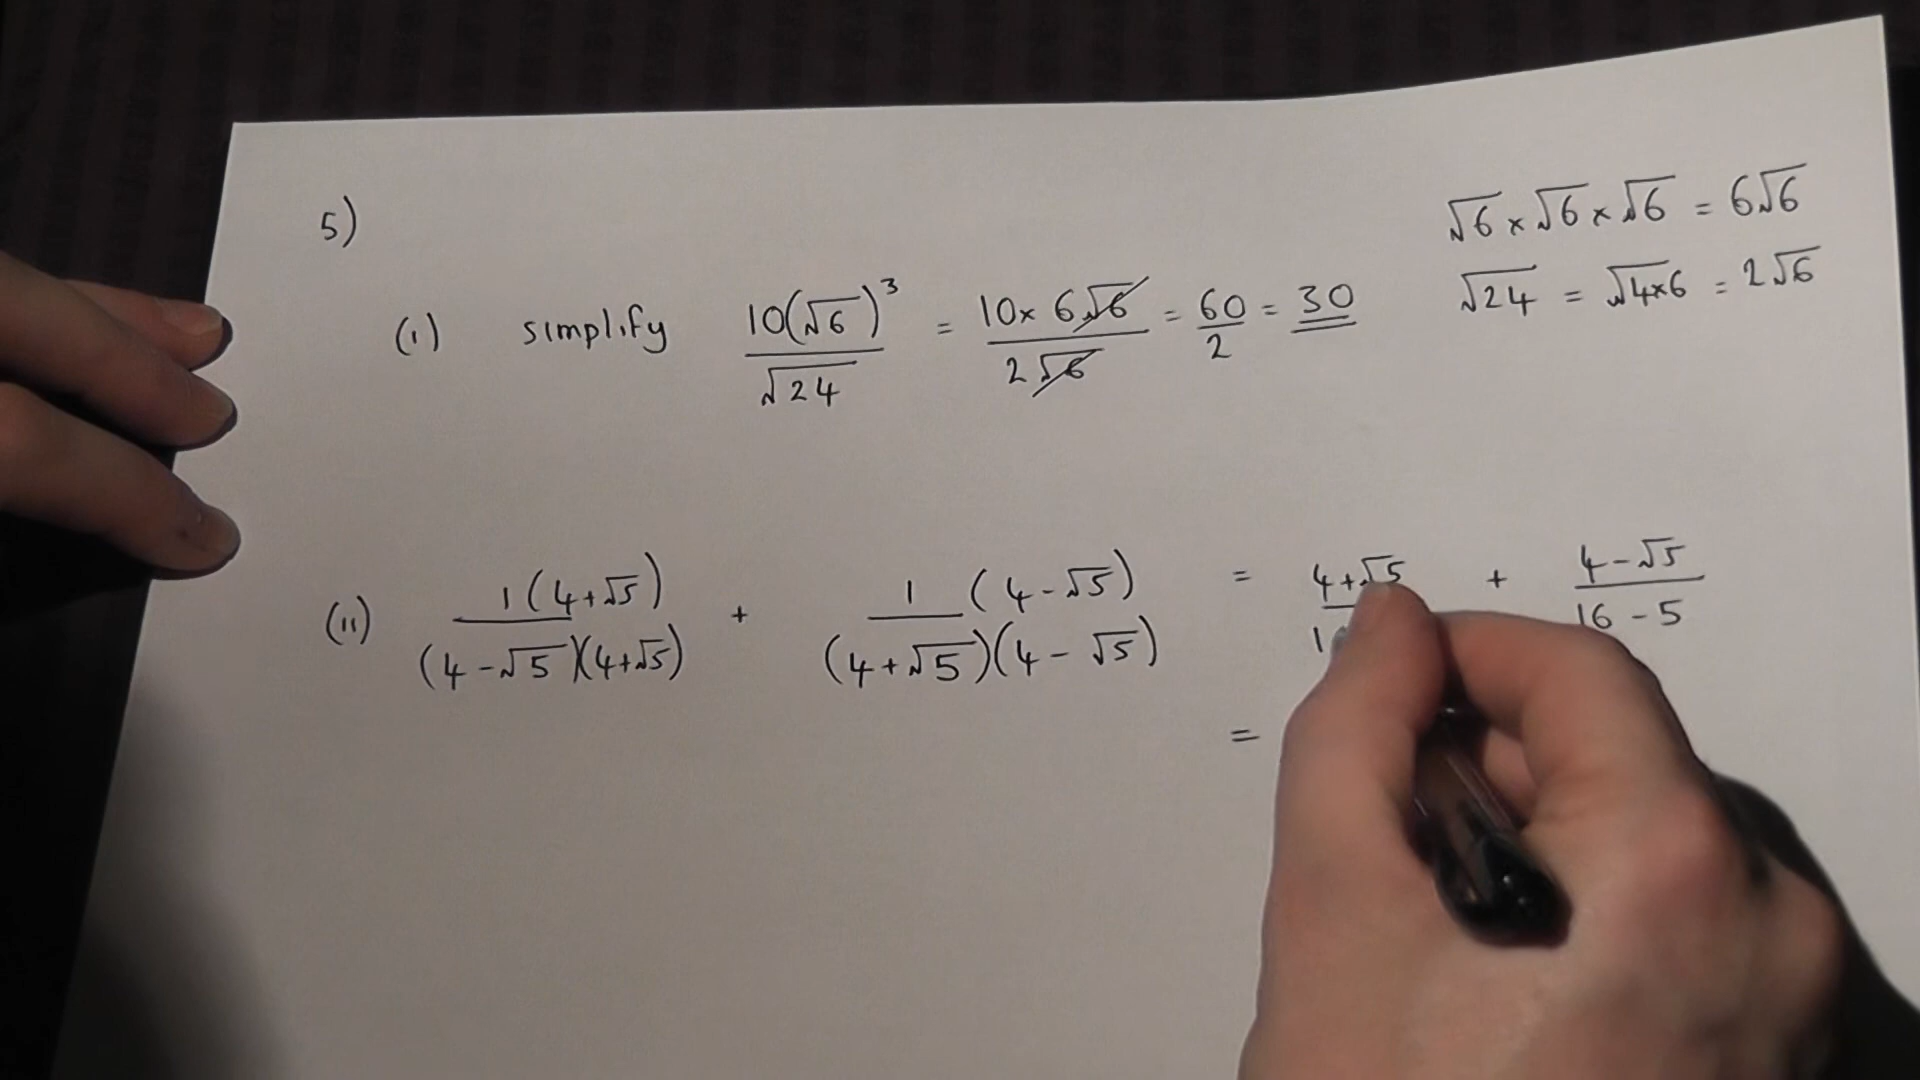 5)
√6 × √6 × √6 = 6√6
√24 = √4×6 = 2√6
(i) simplify 10(√6)³/√24 = 10× 6√6/2√6 = 60/2 = 30
(ii) 1(4+√5)/(4-√5)(4+√5) + 1(4-√5)/(4+√5)(4-√5) = 4+√5/1 + 4-√5/16-5
=